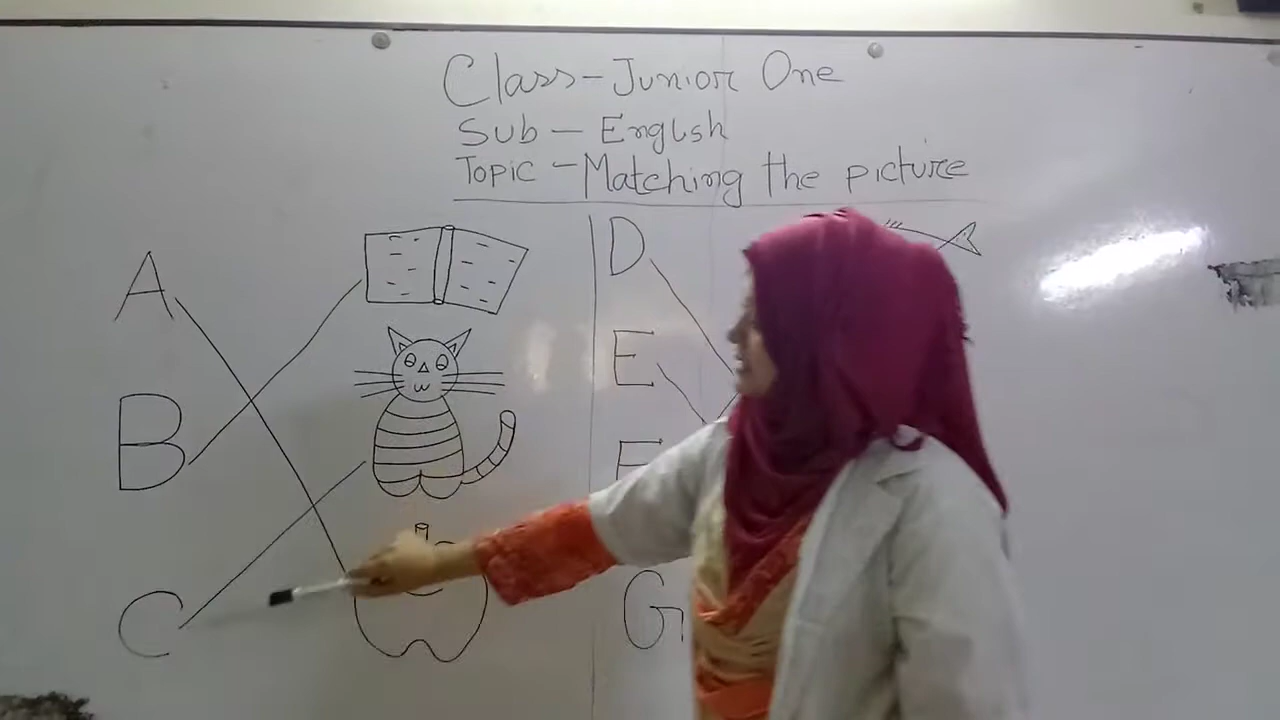 Class - Junior One
Sub - English
Topic - Matching the picture
A
B
C
D
E
F
G